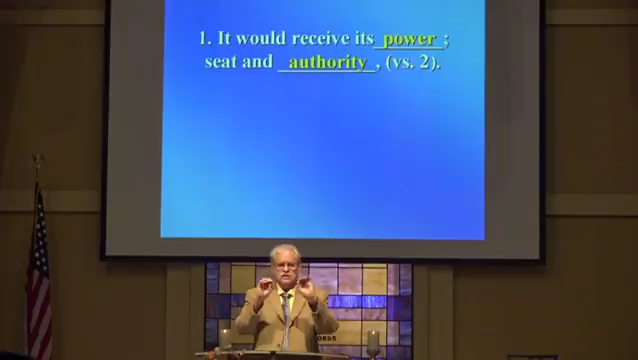 1. It would receive its power ;
seat and authority , (vs. 2).